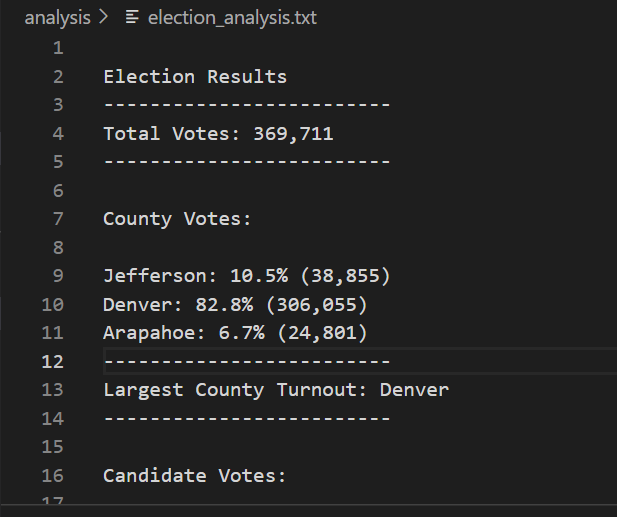 analysis > election_analysis.txt
1
2 Election Results
3 -------------------------
4 Total Votes: 369,711
5 -------------------------
6
7 County Votes:
8
9 Jefferson: 10.5% (38,855)
10 Denver: 82.8% (306,055)
11 Arapahoe: 6.7% (24,801)
12 -------------------------
13 Largest County Turnout: Denver
14 -------------------------
15
16 Candidate Votes:
17